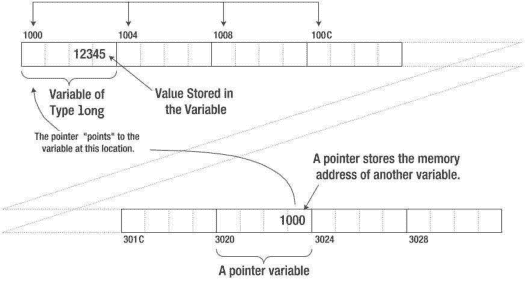 1000 1004 1008 100C
12345
Variable of
Type long
Value Stored in
the Variable
The pointer "points" to the
variable at this location.
A pointer stores the memory
address of another variable.
1000
301C 3020 3024 3028
A pointer variable